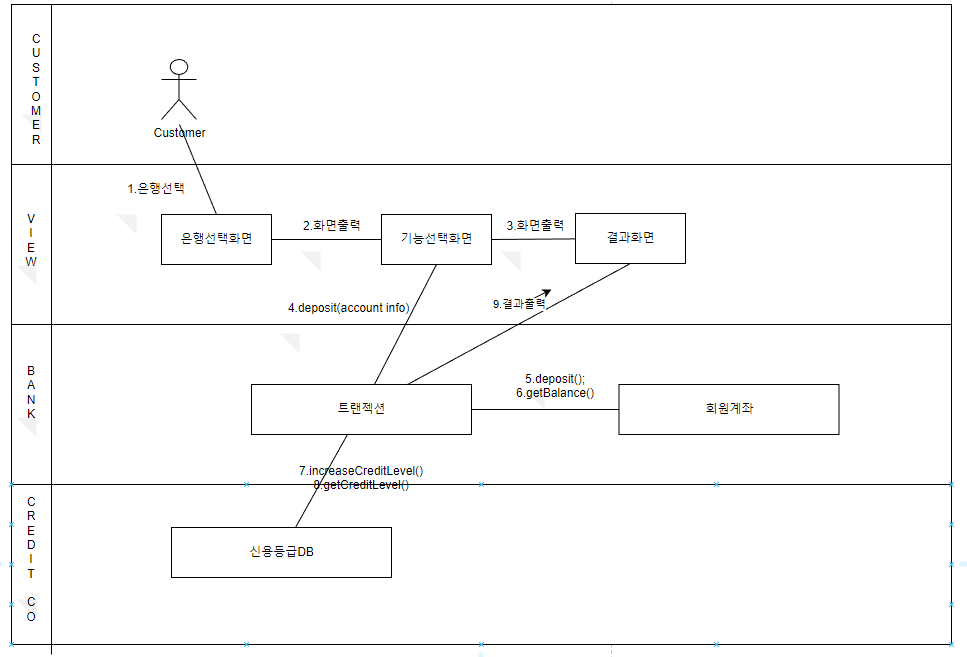 CUSTOMER
Customer
VIEW
1.은행선택
은행선택화면
2.화면출력
기능선택화면
3.화면출력
결과화면
4.deposit(account info)
9.결과출력
BANK
트랜젝션
5.deposit();
6.getBalance()
회원계좌
7.increaseCreditLevel()
8.getCreditLevel()
CREDIT CO
신용등급DB